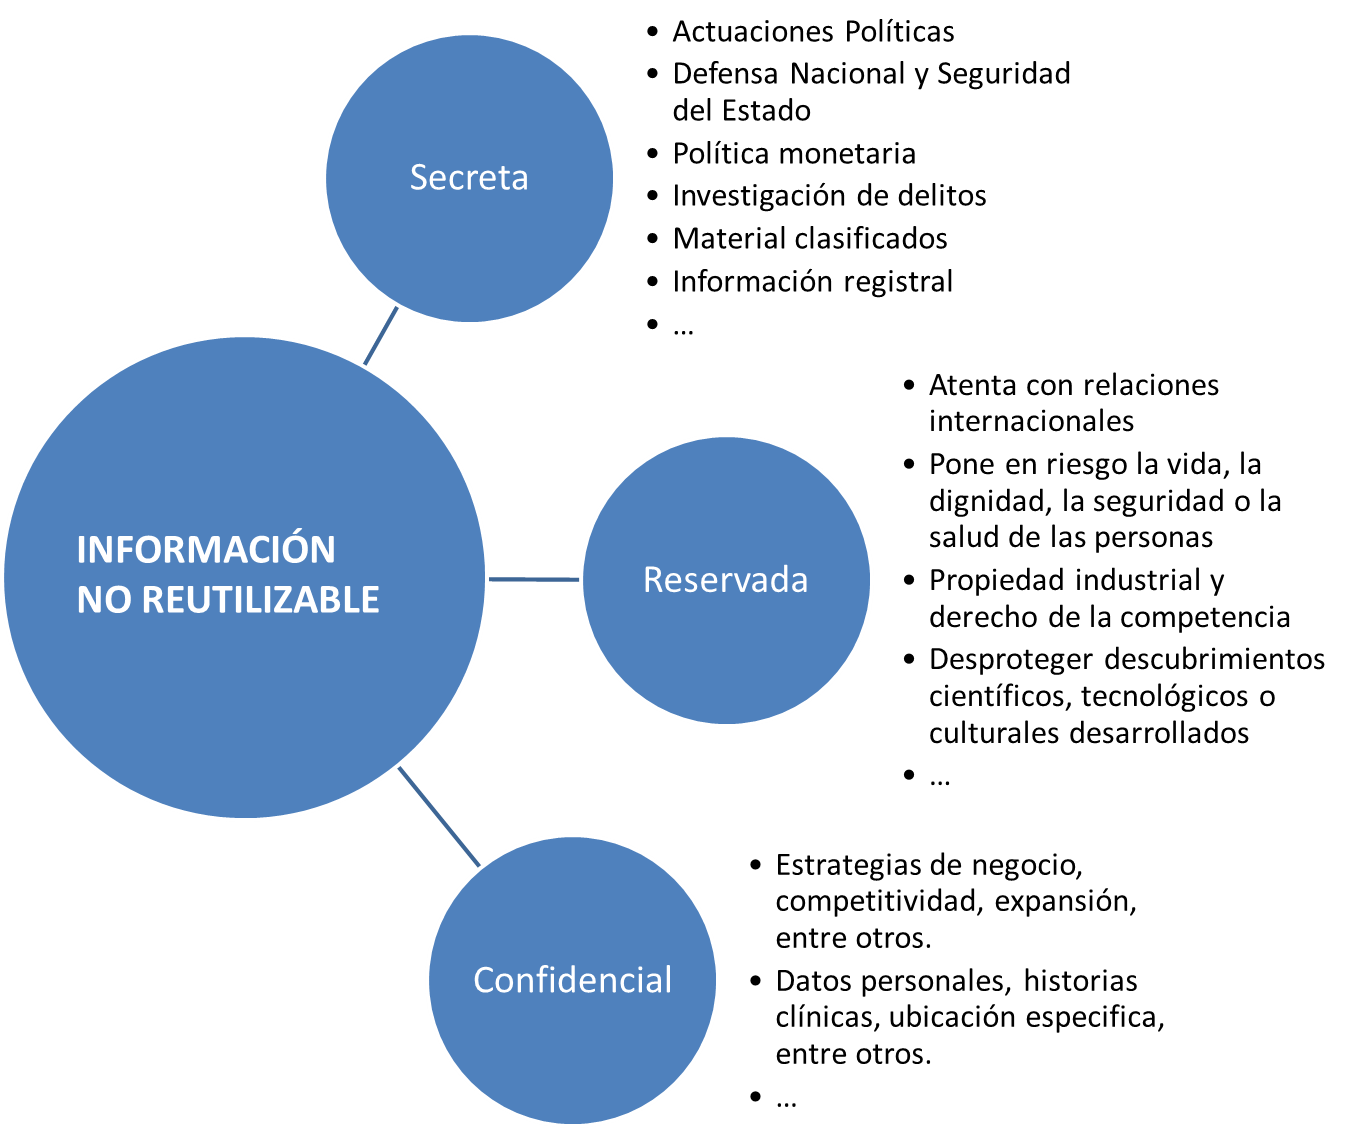 • Actuaciones Políticas
• Defensa Nacional y Seguridad
del Estado
• Política monetaria
• Investigación de delitos
• Material clasificados
• Información registral
• ...
Secreta
INFORMACIÓN
NO REUTILIZABLE
• Atenta con relaciones
internacionales
• Pone en riesgo la vida, la
dignidad, la seguridad o la
salud de las personas
• Propiedad industrial y
derecho de la competencia
• Desproteger descubrimientos
científicos, tecnológicos o
culturales desarrollados
• ...
Reservada
• Estrategias de negocio,
competitividad, expansión,
entre otros.
• Datos personales, historias
clínicas, ubicación especifica,
entre otros.
• ...
Confidencial